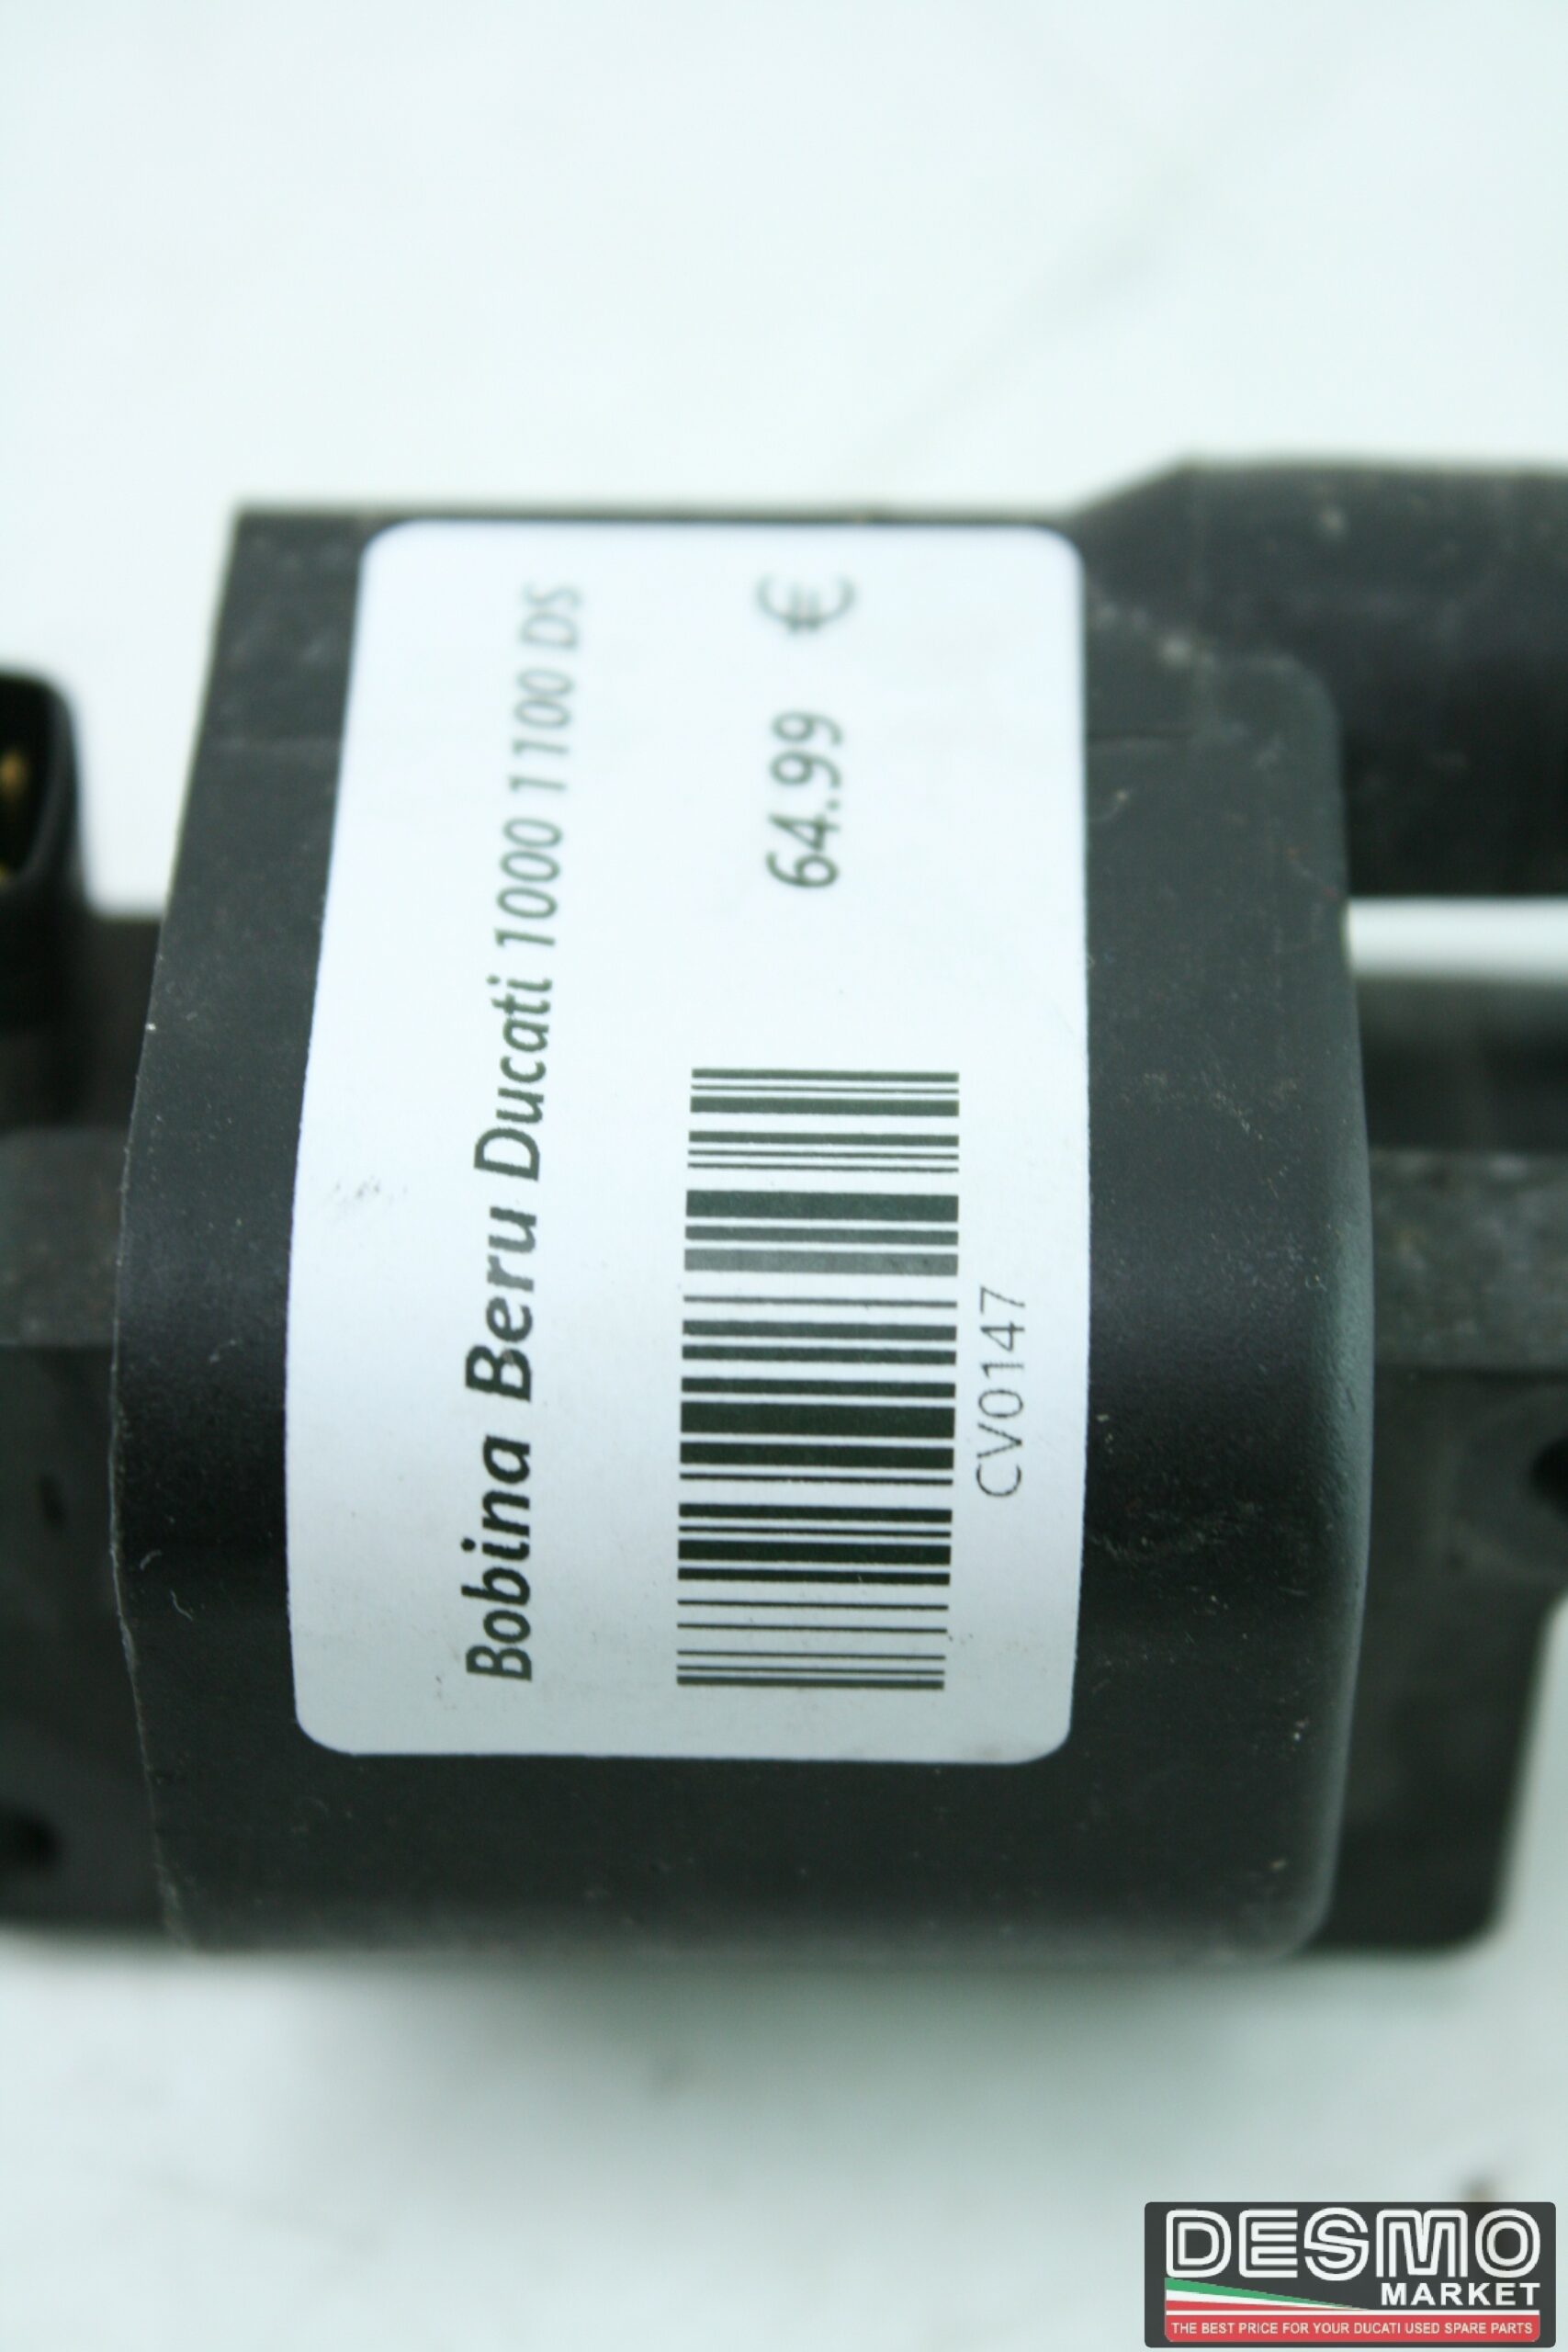 Bobina Beru Ducati 1000 1100 DS
64.99 €
CV0147
DESMO
MARKET
THE BEST PRICE FOR YOUR DUCATI USED SPARE PARTS